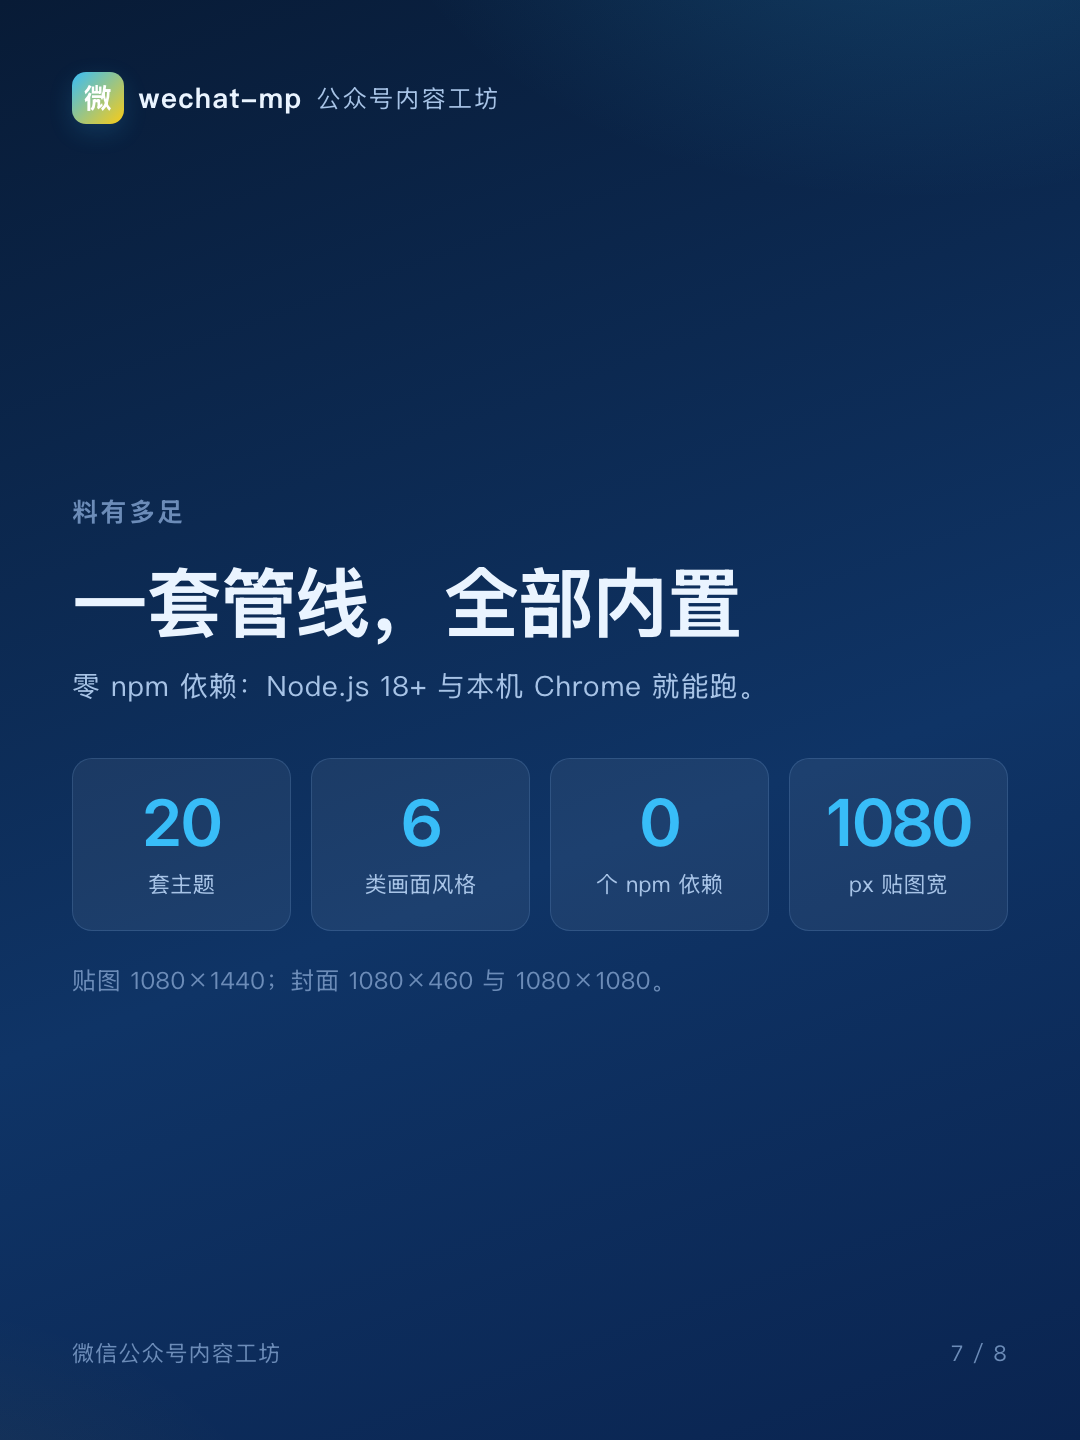 微 wechat-mp 公众号内容工坊
料有多足
一套管线，全部内置
零 npm 依赖：Node.js 18+ 与本机 Chrome 就能跑。
20 6 0 1080
套主题 类画面风格 个 npm 依赖 px 贴图宽
贴图 1080×1440；封面 1080×460 与 1080×1080。
微信公众号内容工坊 7 / 8